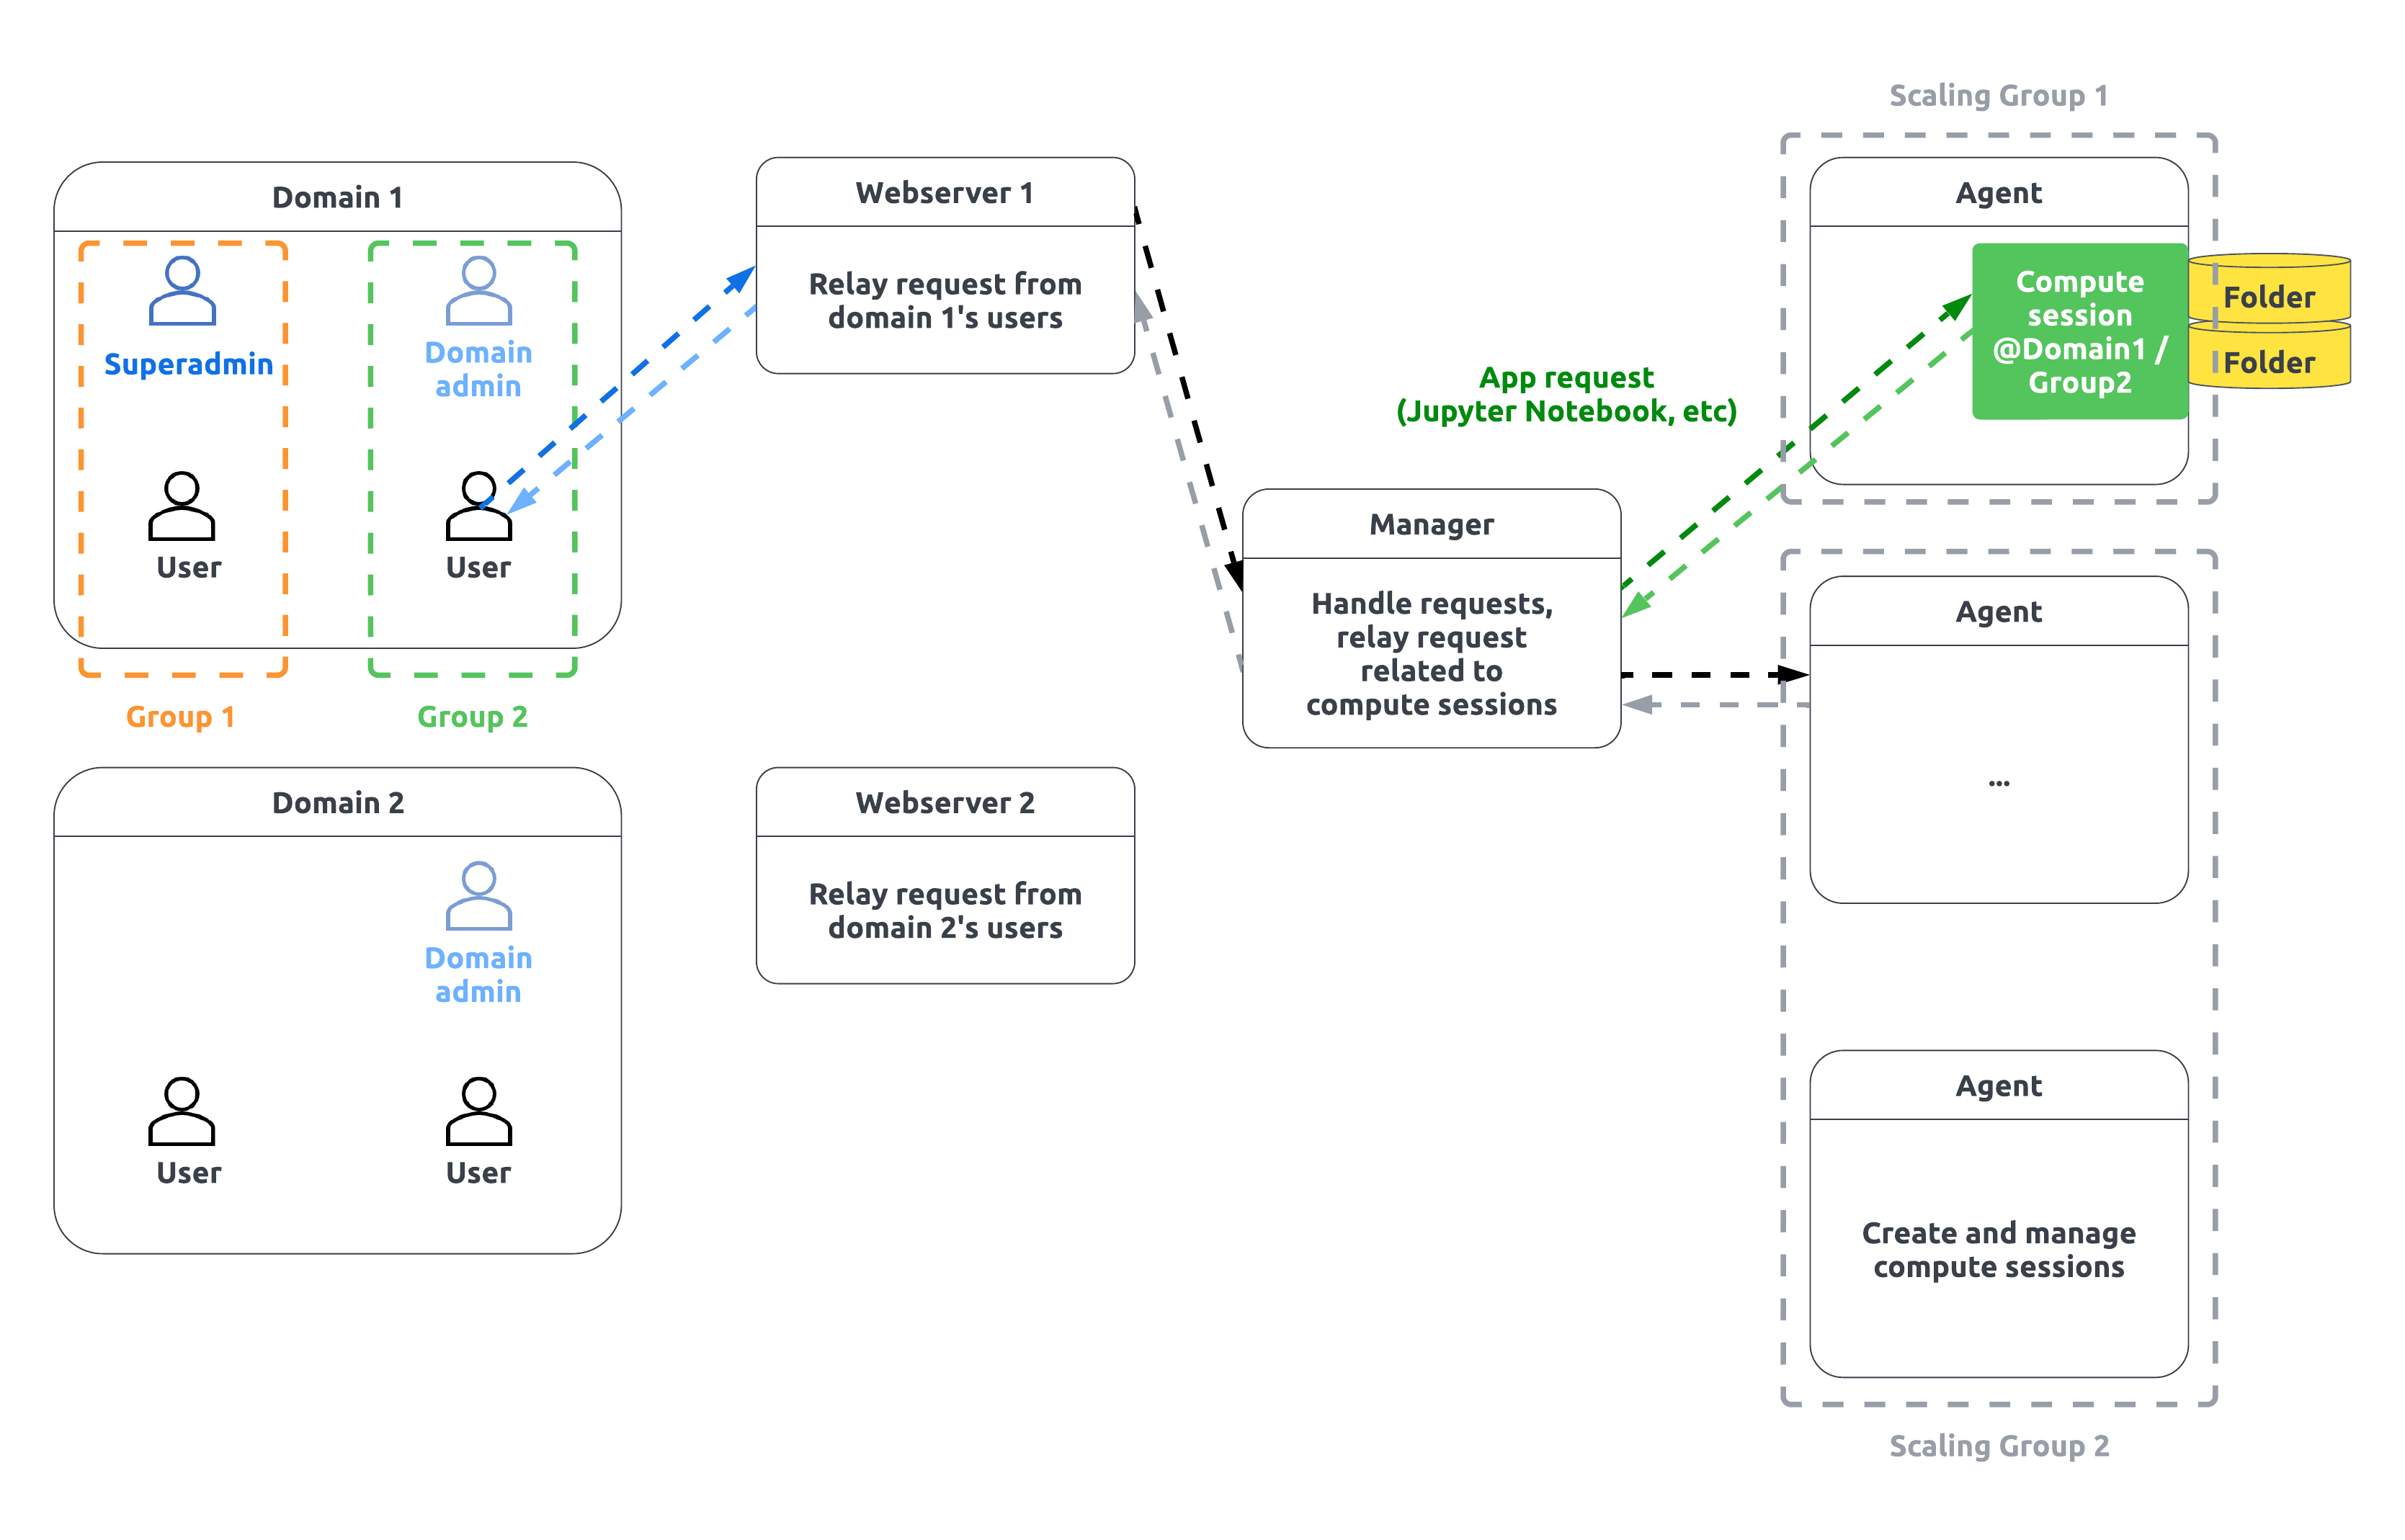 Domain 1
Superadmin
Domain
admin
User
User
Group 1
Group 2
Domain 2
Domain
admin
User
User
Webserver 1
Relay request from
domain 1's users
Webserver 2
Relay request from
domain 2's users
Manager
Handle requests,
relay request
related to
compute sessions
App request
(Jupyter Notebook, etc)
Scaling Group 1
Agent
Compute
session
@Domain1 /
Group2
Folder
Folder
Agent
...
Agent
Create and manage
compute sessions
Scaling Group 2